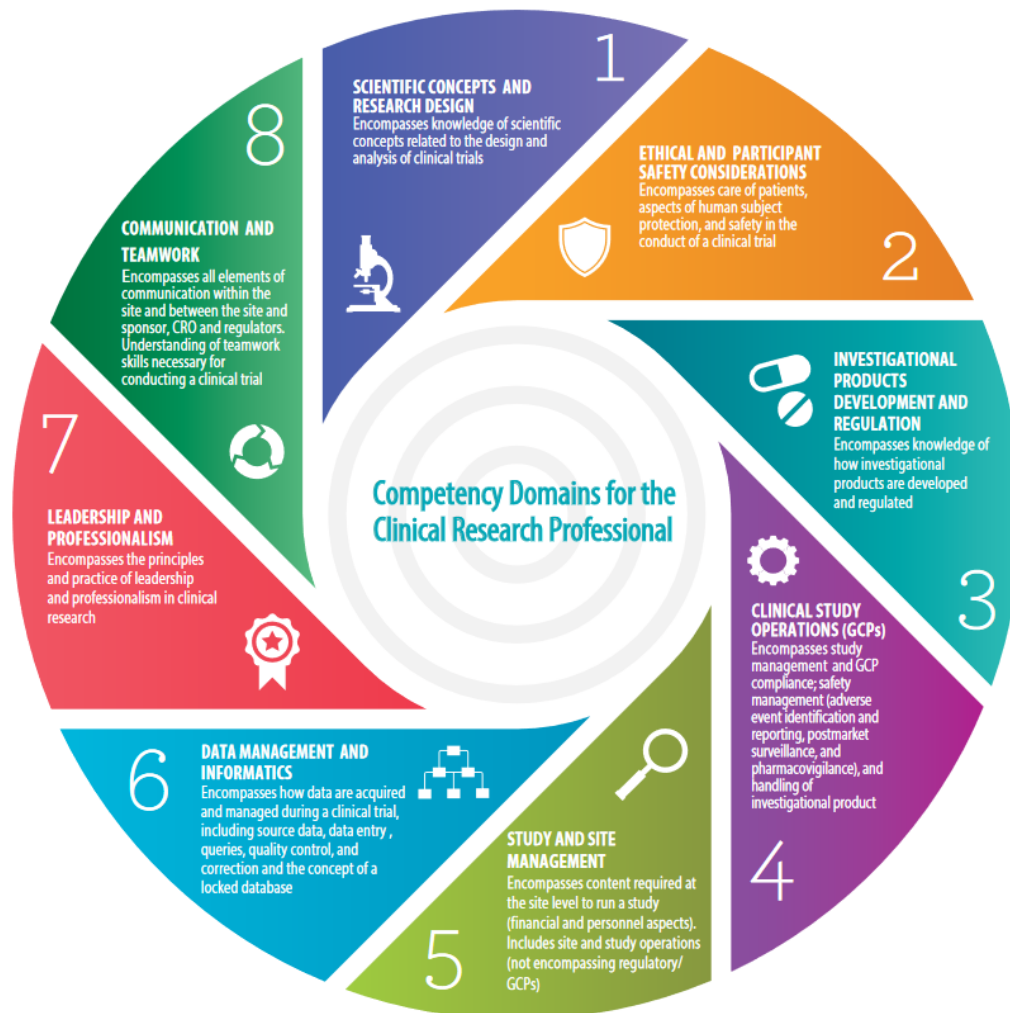 1
SCIENTIFIC CONCEPTS AND
RESEARCH DESIGN
Encompasses knowledge of scientific
concepts related to the design and
analysis of clinical trials
2
ETHICAL AND PARTICIPANT
SAFETY CONSIDERATIONS
Encompasses care of patients,
aspects of human subject
protection, and safety in the
conduct of a clinical trial
3
INVESTIGATIONAL
PRODUCTS
DEVELOPMENT AND
REGULATION
Encompasses knowledge of
how investigational
products are developed
and regulated
4
CLINICAL STUDY
OPERATIONS (GCPs)
Encompasses study
management and GCP
compliance; safety
management (adverse
event identification and
reporting, postmarket
surveillance, and
pharmacovigilance), and
handling of
investigational product
5
STUDY AND SITE
MANAGEMENT
Encompasses content required at
the site level to run a study
(financial and personnel aspects).
Includes site and study operations
(not encompassing regulatory/
GCPs)
6
DATA MANAGEMENT AND
INFORMATICS
Encompasses how data are acquired
and managed during a clinical trial,
including source data, data entry ,
queries, quality control, and
correction and the concept of a
locked database
7
LEADERSHIP AND
PROFESSIONALISM
Encompasses the principles
and practice of leadership
and professionalism in clinical
research
8
COMMUNICATION AND
TEAMWORK
Encompasses all elements of
communication within the
site and between the site and
sponsor, CRO and regulators.
Understanding of teamwork
skills necessary for
conducting a clinical trial
Competency Domains for the
Clinical Research Professional